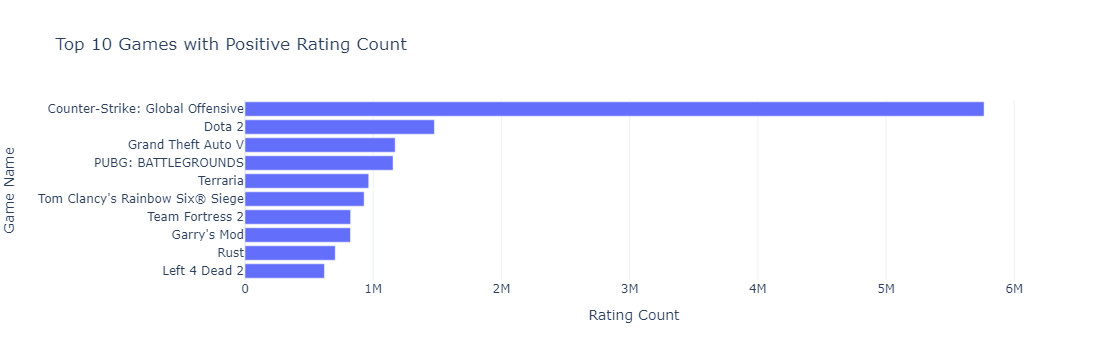 Top 10 Games with Positive Rating Count
Game Name
Counter-Strike: Global Offensive
Dota 2
Grand Theft Auto V
PUBG: BATTLEGROUNDS
Terraria
Tom Clancy's Rainbow Six® Siege
Team Fortress 2
Garry's Mod
Rust
Left 4 Dead 2
0 1M 2M 3M 4M 5M 6M
Rating Count